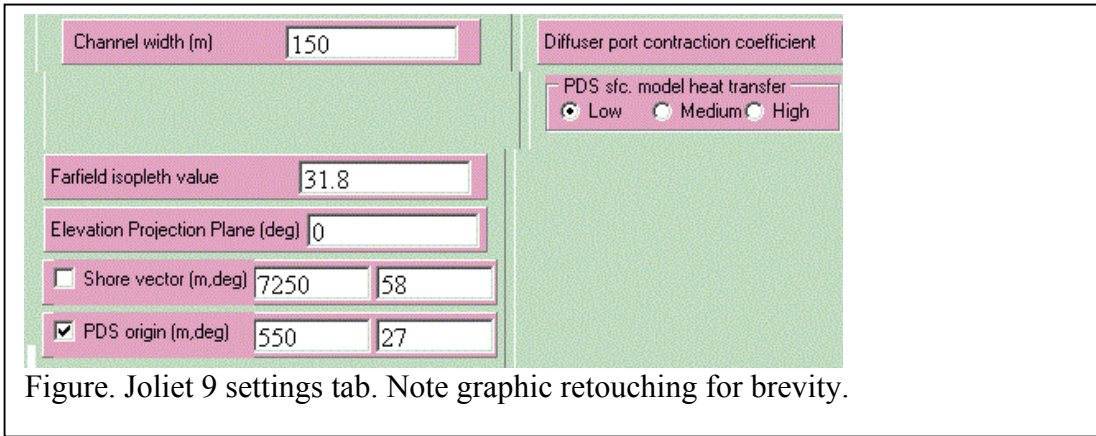 Channel width (m) 150 Diffuser port contraction coefficient
PDS sfc. model heat transfer
Low Medium High
Farfield isopleth value 31.8
Elevation Projection Plane (deg) 0
Shore vector (m,deg) 7250 58
PDS origin (m,deg) 550 27
Figure. Joliet 9 settings tab. Note graphic retouching for brevity.